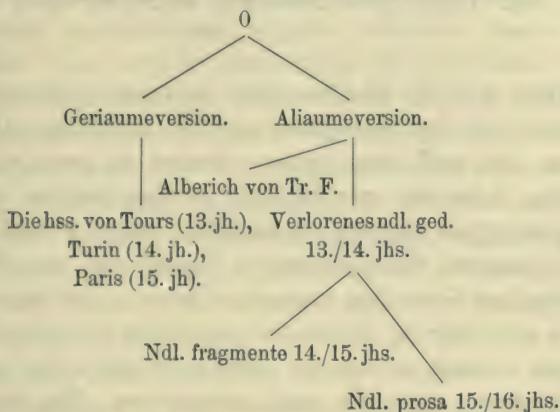 0
Geriaumeversion. Aliaumeversion.
Alberich von Tr. F.
Die hss. von Tours (13. jh.), Verlorenes ndl. ged.
Turin (14. jh.), 13./14. jhs.
Paris (15. jh).
Ndl. fragmente 14./15. jhs.
Ndl. prosa 15./16. jhs.